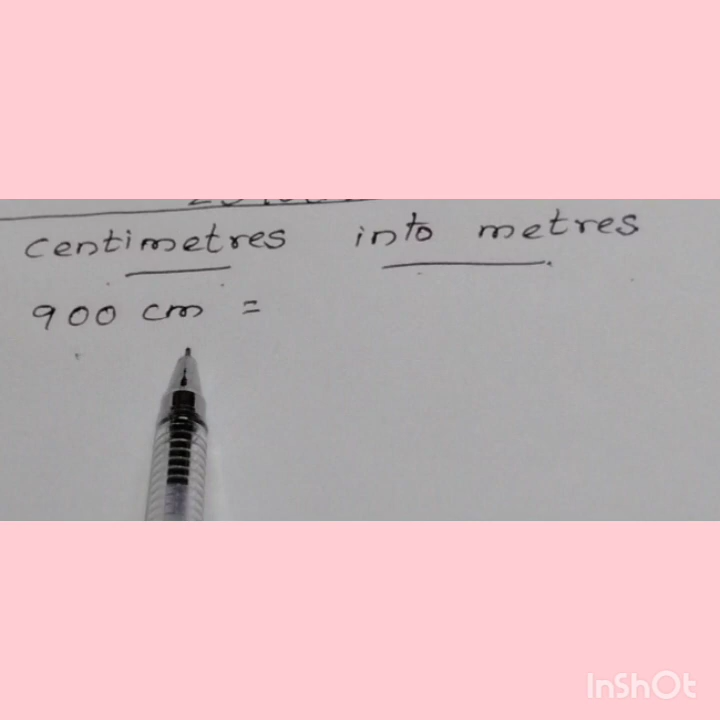 centimetres into metres
900 cm =
InShOt